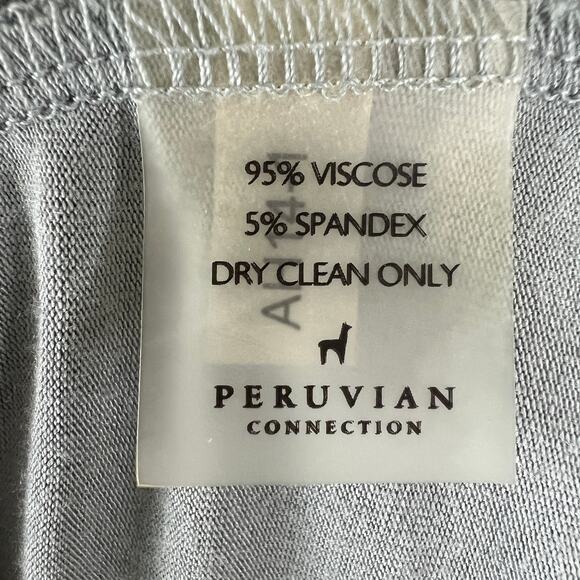 95% VISCOSE
5% SPANDEX
DRY CLEAN ONLY
PERUVIAN
CONNECTION